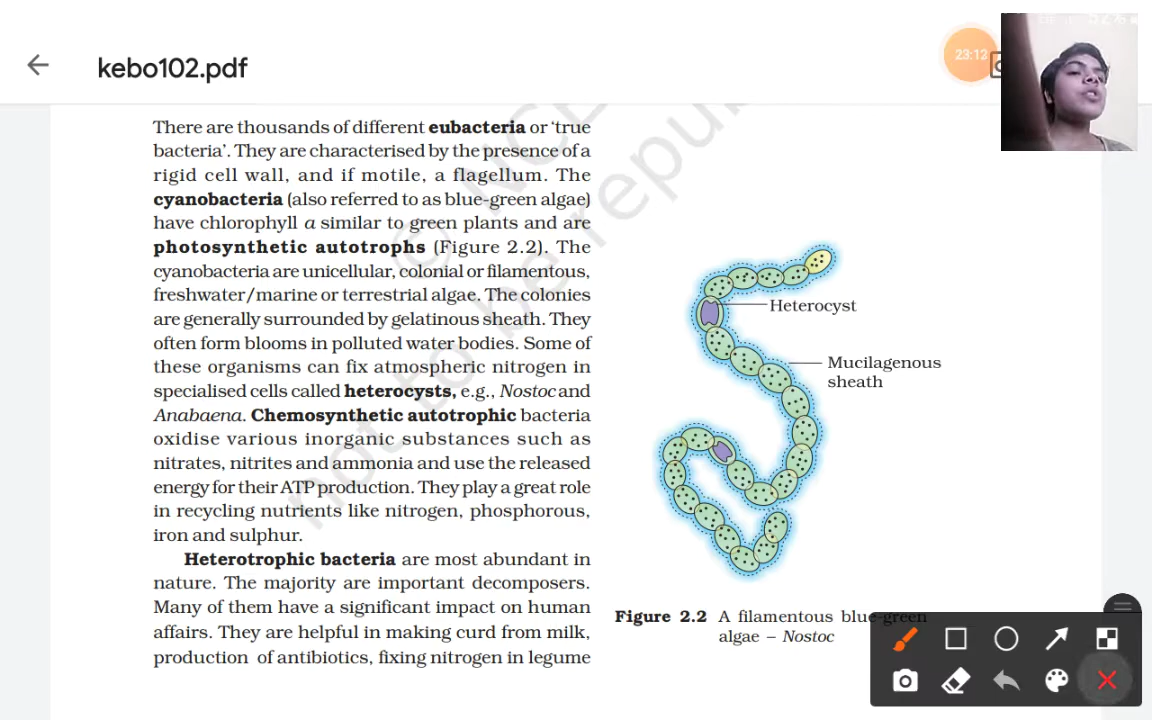 kebo102.pdf
23:12
There are thousands of different eubacteria or ‘true
bacteria’. They are characterised by the presence of a
rigid cell wall, and if motile, a flagellum. The
cyanobacteria (also referred to as blue-green algae)
have chlorophyll a similar to green plants and are
photosynthetic autotrophs (Figure 2.2). The
cyanobacteria are unicellular, colonial or filamentous,
freshwater/marine or terrestrial algae. The colonies
are generally surrounded by gelatinous sheath. They
often form blooms in polluted water bodies. Some of
these organisms can fix atmospheric nitrogen in
specialised cells called heterocysts, e.g., Nostoc and
Anabaena. Chemosynthetic autotrophic bacteria
oxidise various inorganic substances such as
nitrates, nitrites and ammonia and use the released
energy for their ATP production. They play a great role
in recycling nutrients like nitrogen, phosphorous,
iron and sulphur.
Heterotrophic bacteria are most abundant in
nature. The majority are important decomposers.
Many of them have a significant impact on human
affairs. They are helpful in making curd from milk,
production of antibiotics, fixing nitrogen in legume
Heterocyst
Mucilagenous
sheath
Figure 2.2 A filamentous blue-green
algae – Nostoc
© NCE
not to be repu